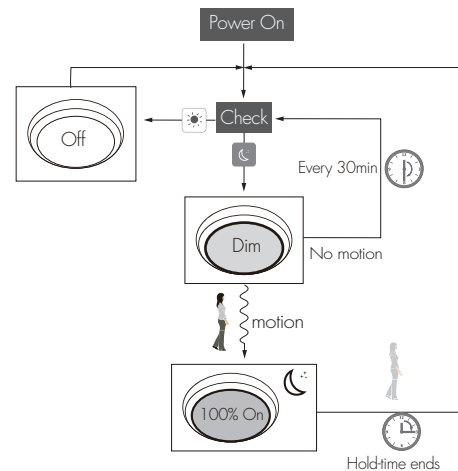 Power On
Off
Check
Every 30min
Dim
No motion
motion
100% On
Hold-time ends